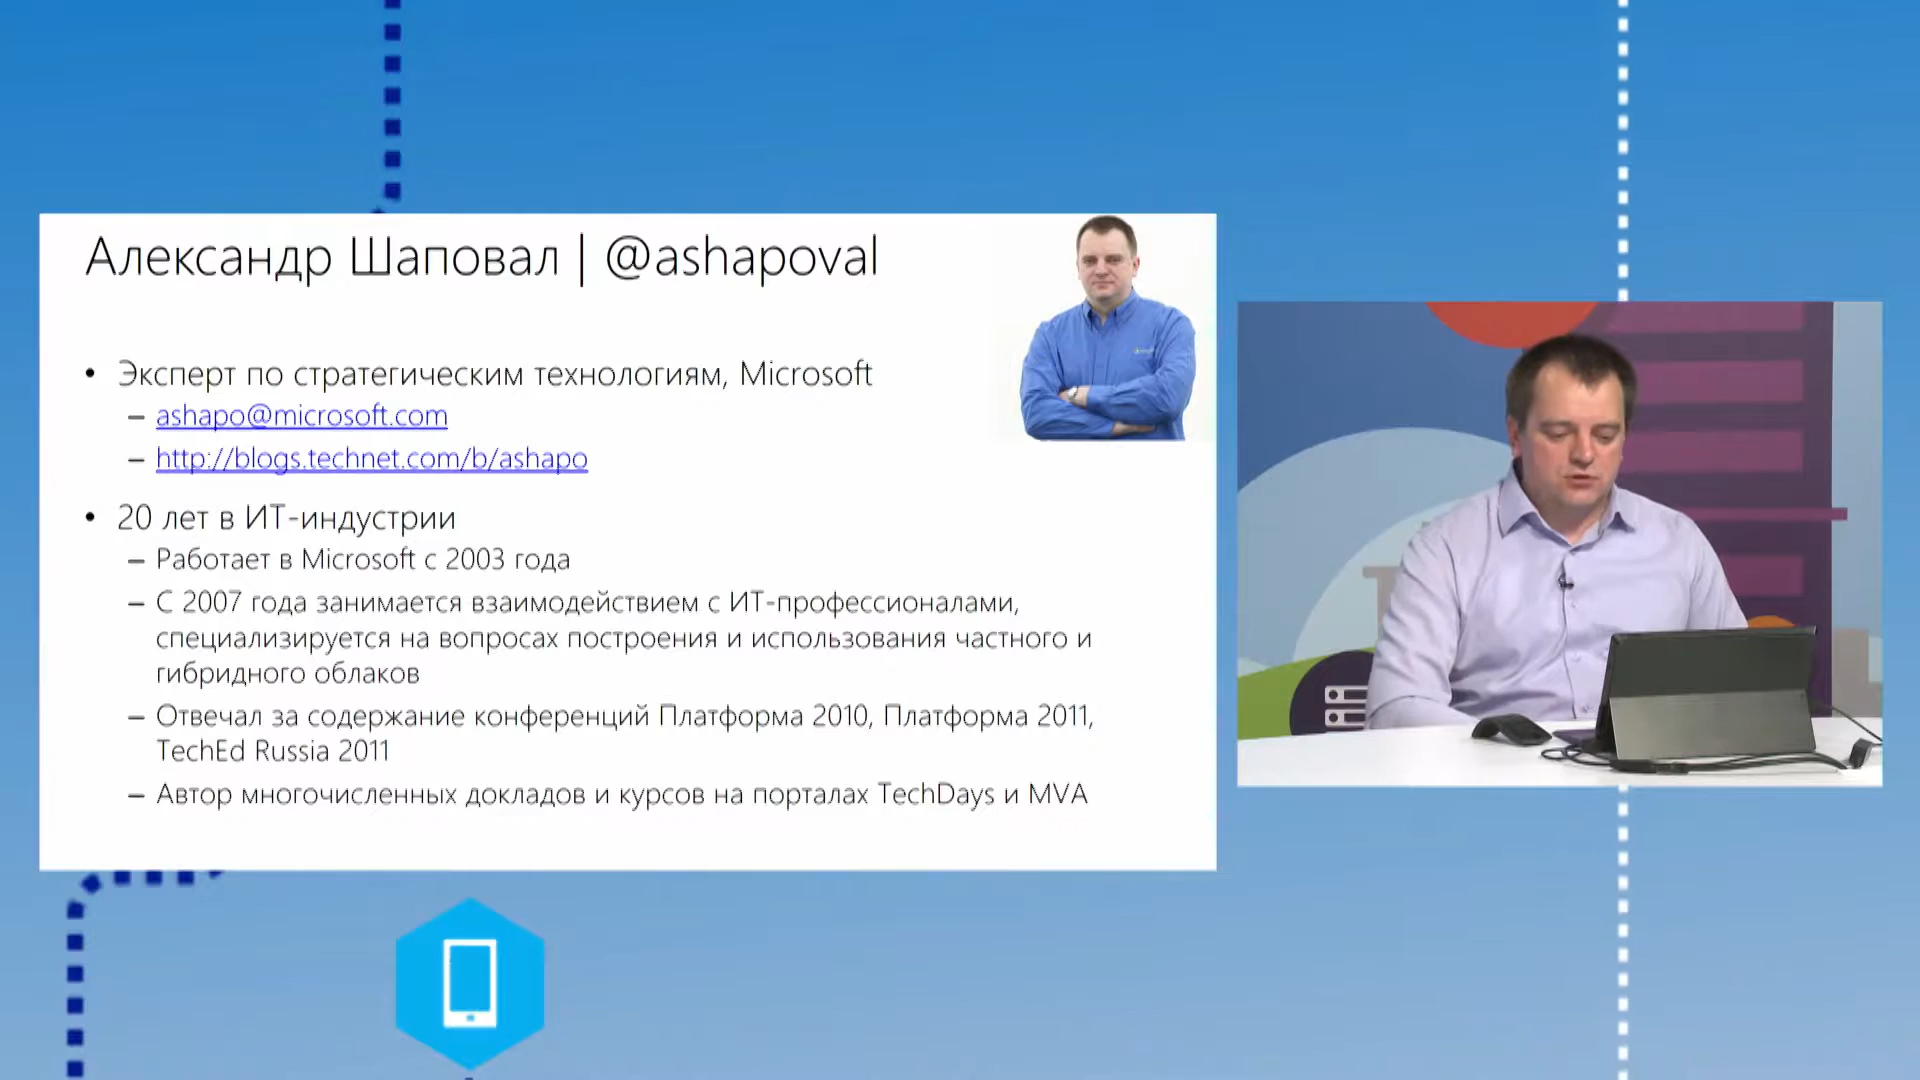 Александр Шаповал | @ashapoval
• Эксперт по стратегическим технологиям, Microsoft
– ashapo@microsoft.com
– http://blogs.technet.com/b/ashapo
• 20 лет в ИТ-индустрии
– Работает в Microsoft с 2003 года
– С 2007 года занимается взаимодействием с ИТ-профессионалами,
специализируется на вопросах построения и использования частного и
гибридного облаков
– Отвечал за содержание конференций Платформа 2010, Платформа 2011,
TechEd Russia 2011
– Автор многочисленных докладов и курсов на порталах TechDays и MVA